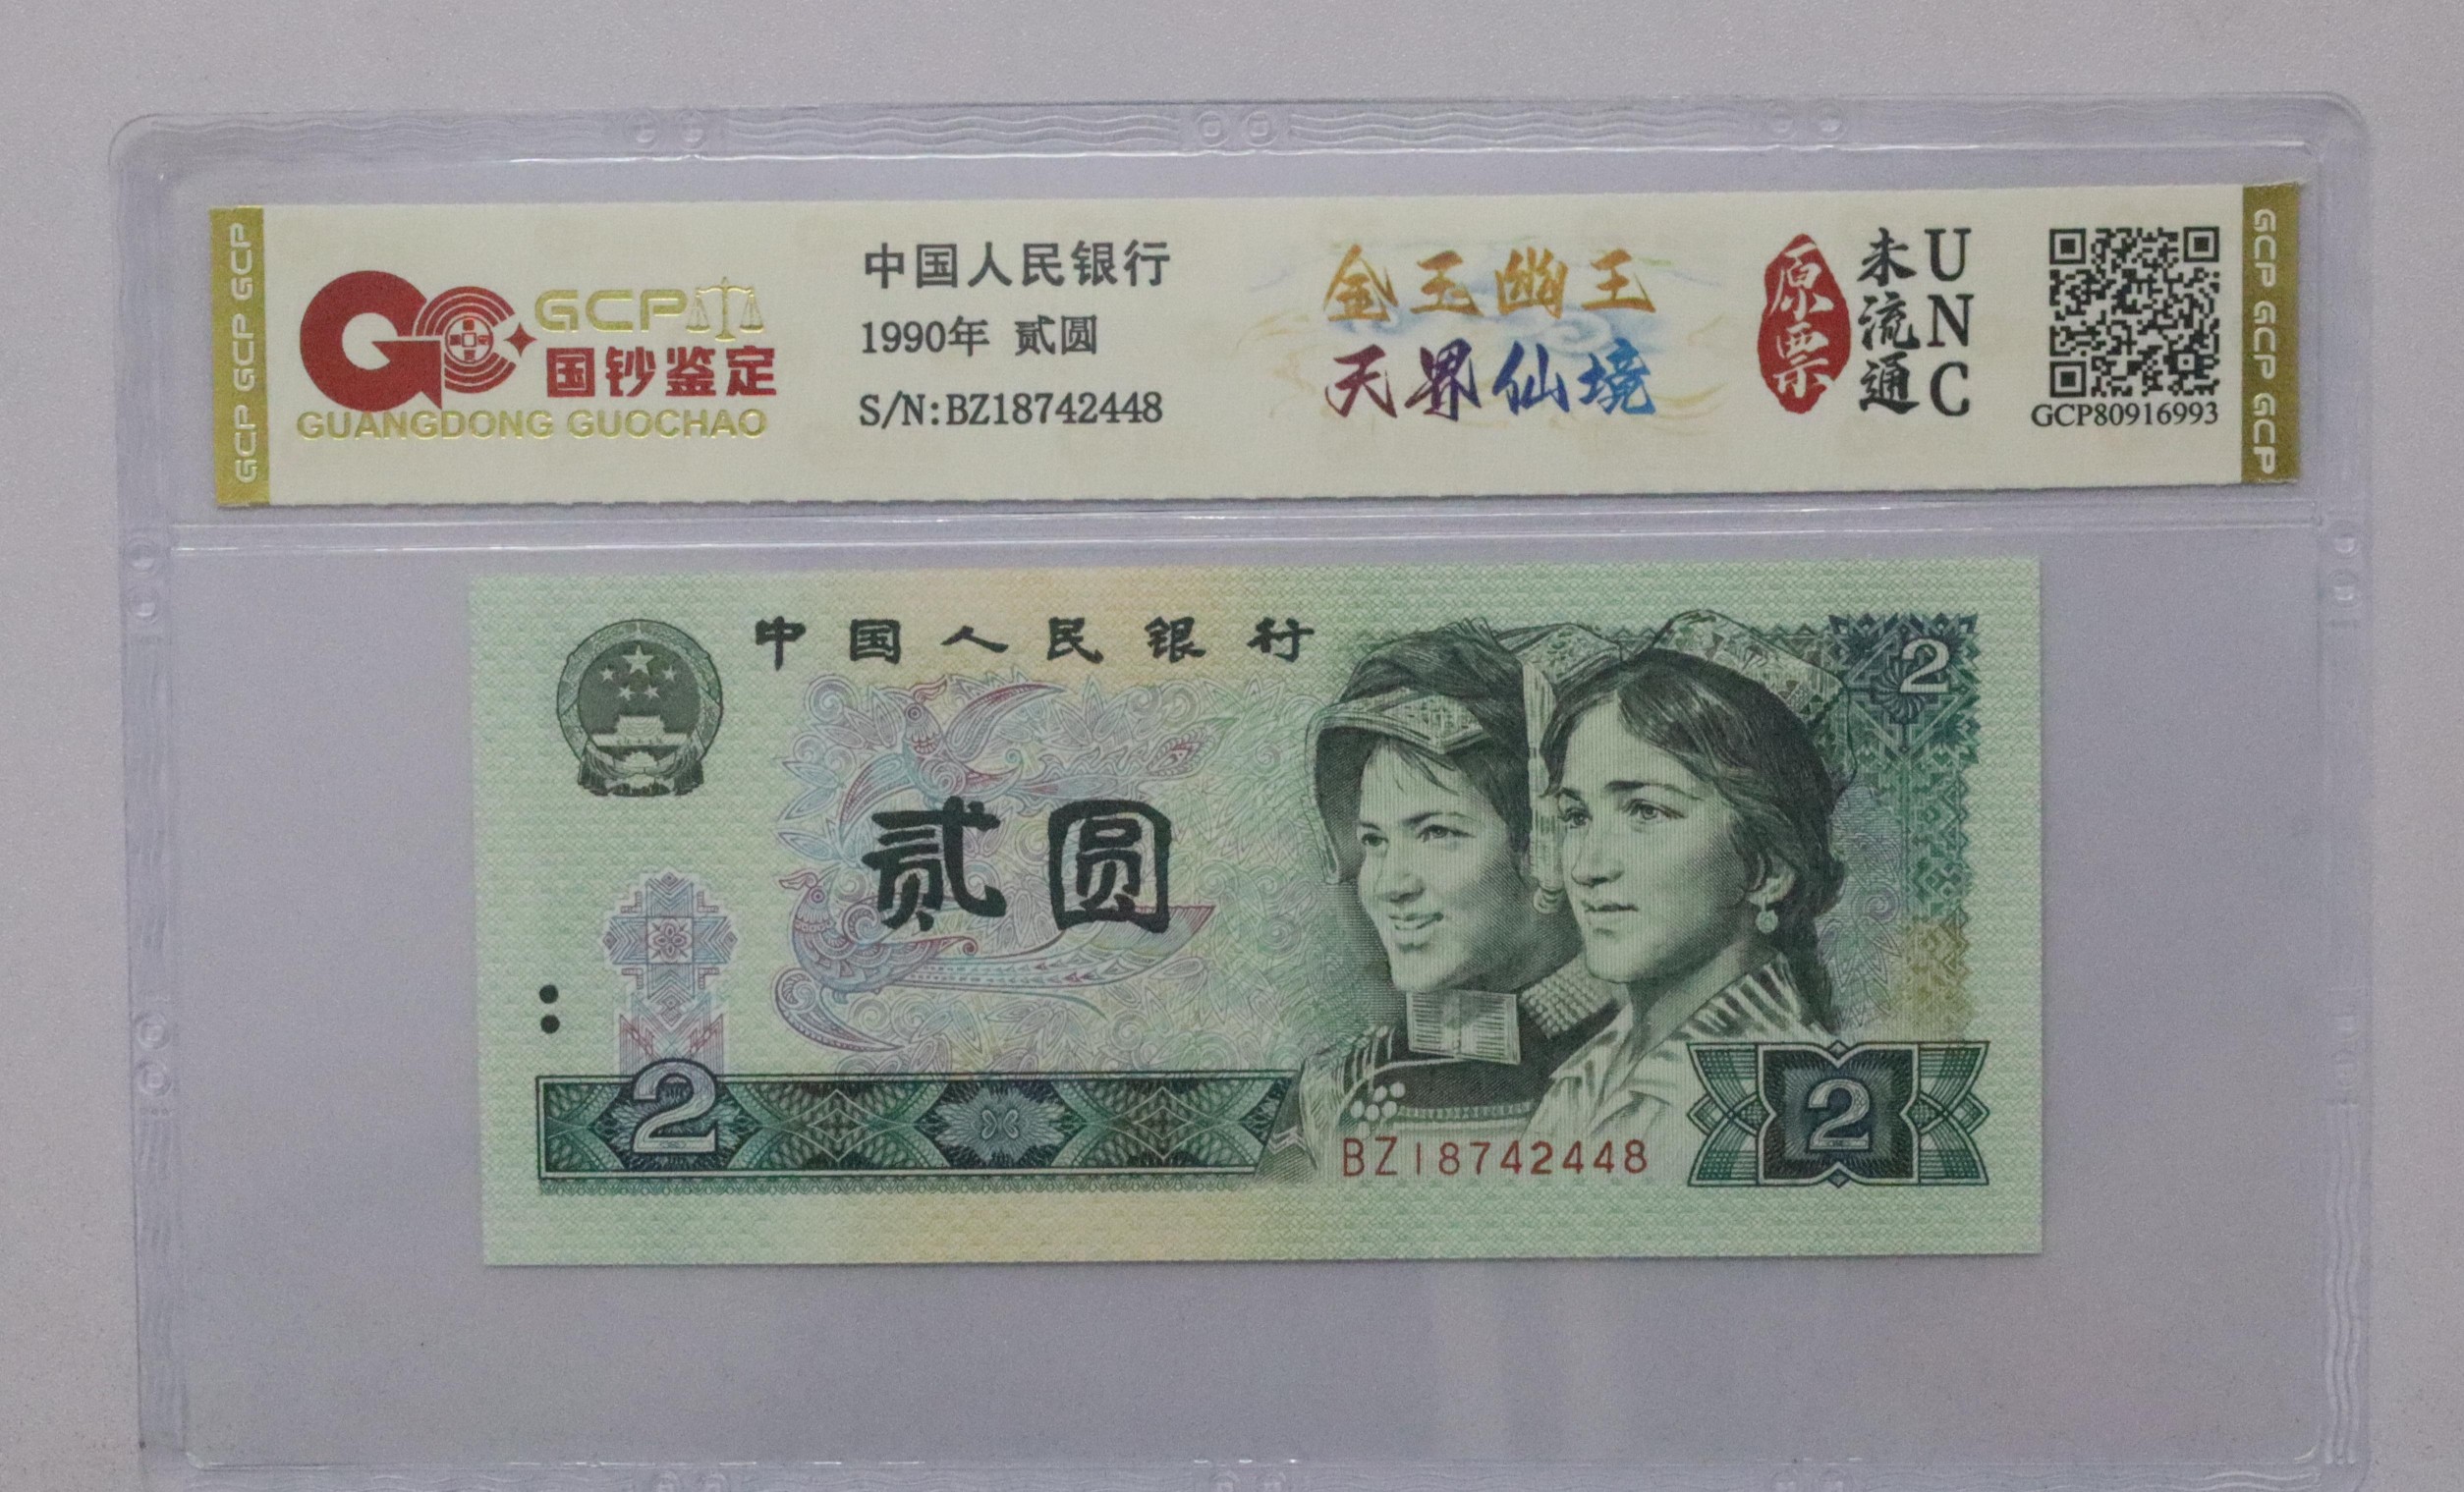 GCP GCP GCP
GCP
国钞鉴定
GUANGDONG GUOCHAO
中国人民银行
1990年 贰圆
S/N:BZ18742448
金玉幽王
天界仙境
原票
未流通
UNC
GCP80916993
GCP GCP GCP
中国人民银行
2
贰圆
2
BZ18742448
2